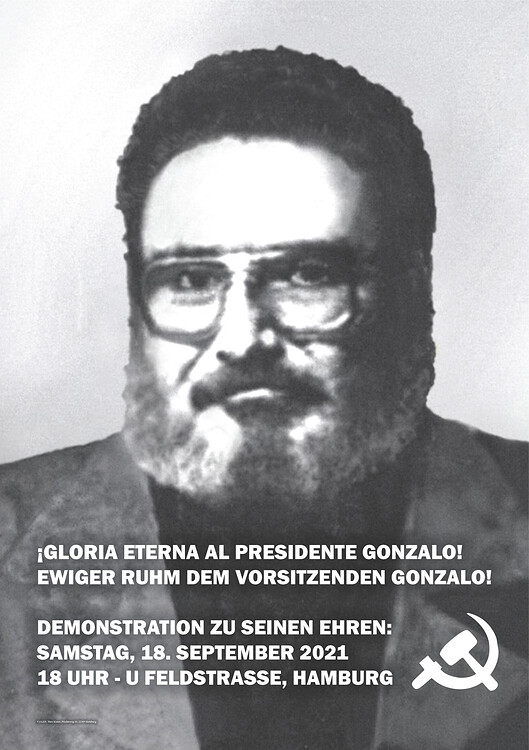 ¡GLORIA ETERNA AL PRESIDENTE GONZALO!
EWIGER RUHM DEM VORSITZENDEN GONZALO!
DEMONSTRATION ZU SEINEN EHREN:
SAMSTAG, 18. SEPTEMBER 2021
18 UHR - U FELDSTRASSE, HAMBURG